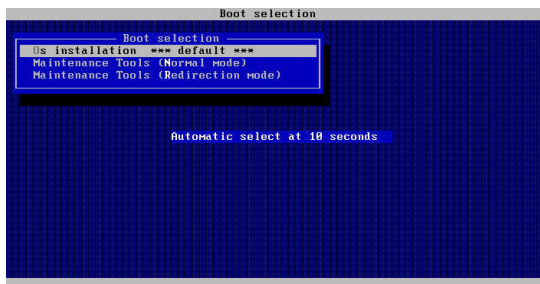 Boot selection
Boot selection
Os installation *** default ***
Maintenance Tools (Normal mode)
Maintenance Tools (Redirection mode)
Automatic select at 10 seconds